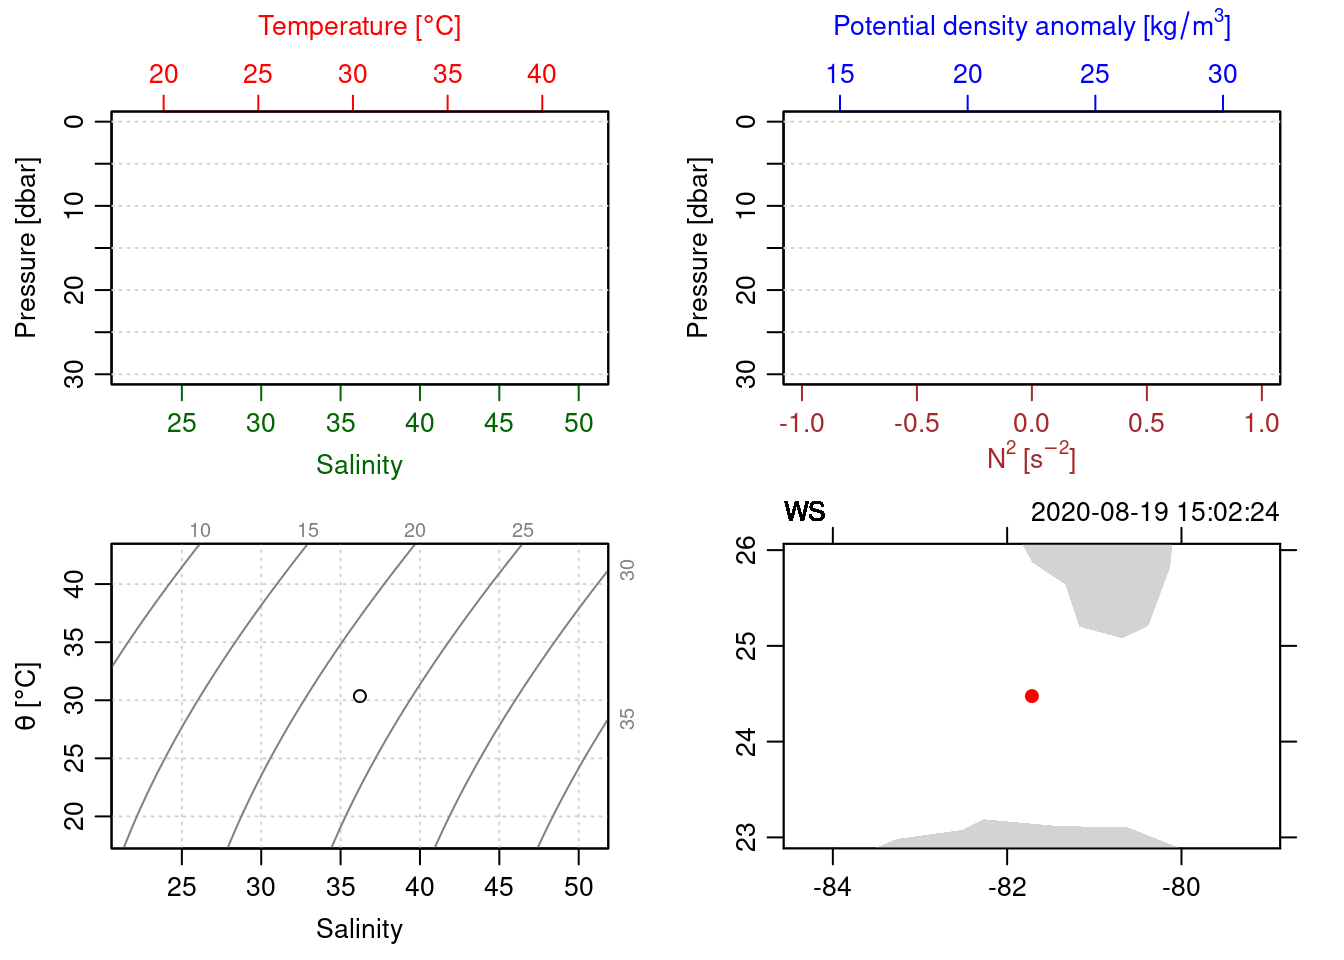 Temperature [°C]
20 25 30 35 40
0
10
20
30
Pressure [dbar]
25 30 35 40 45 50
Salinity
Potential density anomaly [kg/m³]
15 20 25 30
0
10
20
30
Pressure [dbar]
-1.0 -0.5 0.0 0.5 1.0
N² [s⁻²]
10 15 20 25
30
35
40
35
30
25
20
θ [°C]
25 30 35 40 45 50
Salinity
WS 2020-08-19 15:02:24
26
25
24
23
-84 -82 -80